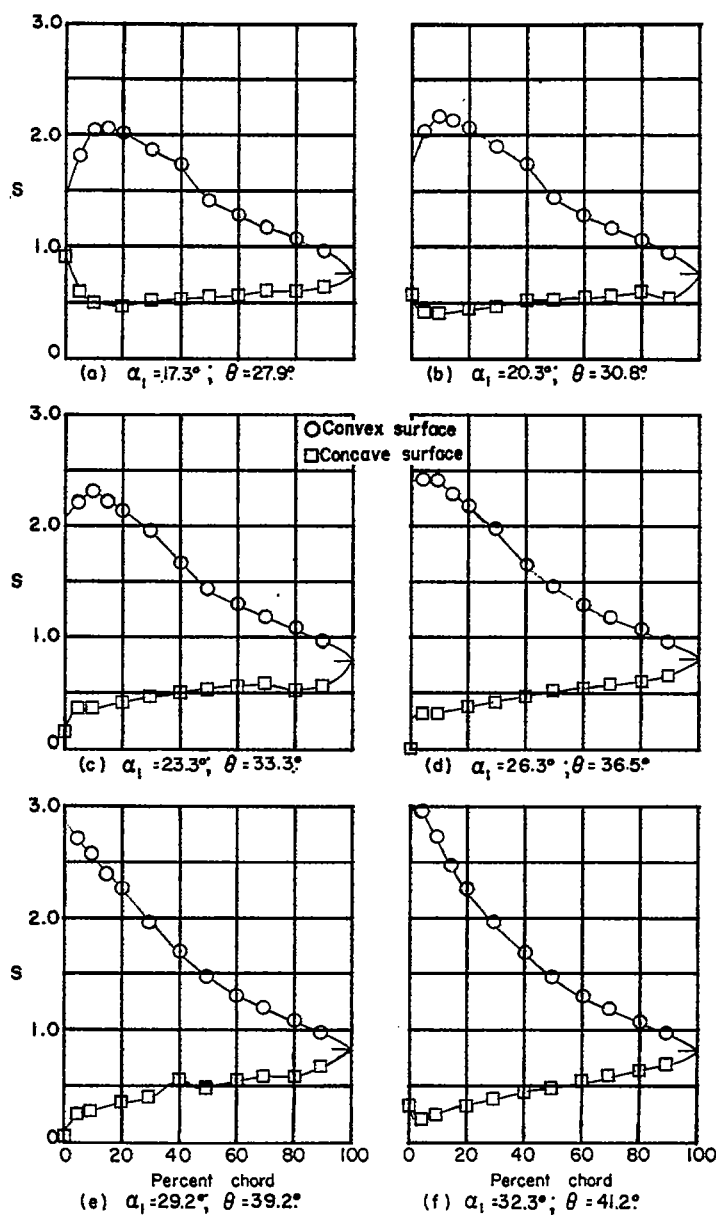 3.0
2.0
S
1.0
0
(a) α₁=17.3°; θ=27.9°
(b) α₁=20.3°; θ=30.8°
○ Convex surface
□ Concave surface
3.0
2.0
S
1.0
0
(c) α₁=23.3°; θ=33.3°
(d) α₁=26.3°; θ=36.5°
3.0
2.0
S
1.0
0
0 20 40 60 80 100
0 20 40 60 80 100
Percent chord
Percent chord
(e) α₁=29.2°; θ=39.2°
(f) α₁=32.3°; θ=41.2°